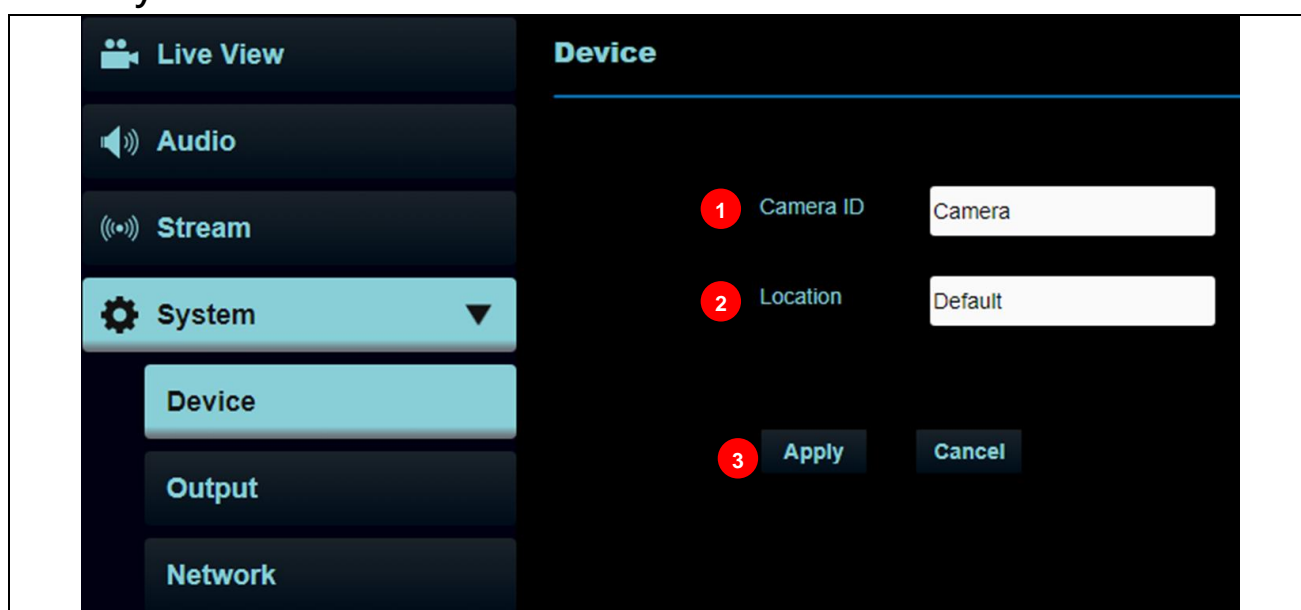 Live View
Audio
Stream
System
Device
Output
Network
Device
1 Camera ID Camera
2 Location Default
3 Apply Cancel